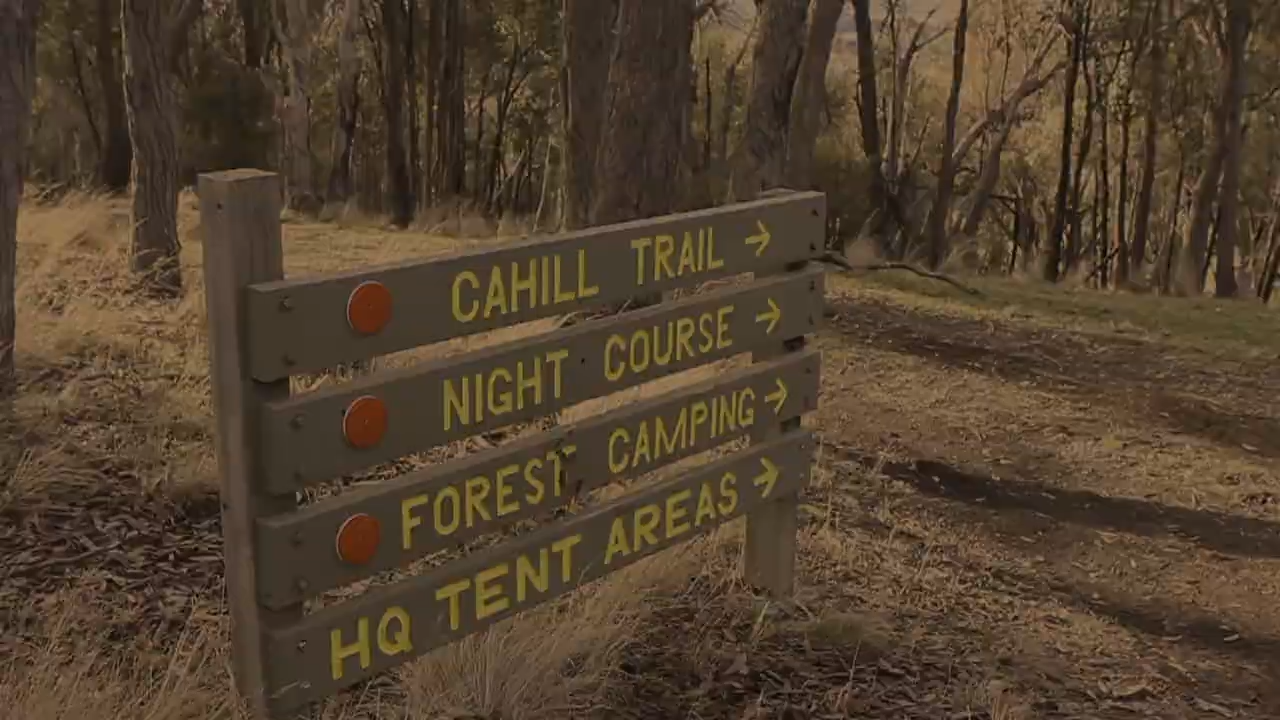 CAHILL TRAIL →
NIGHT COURSE →
FOREST CAMPING →
HQ TENT AREAS →